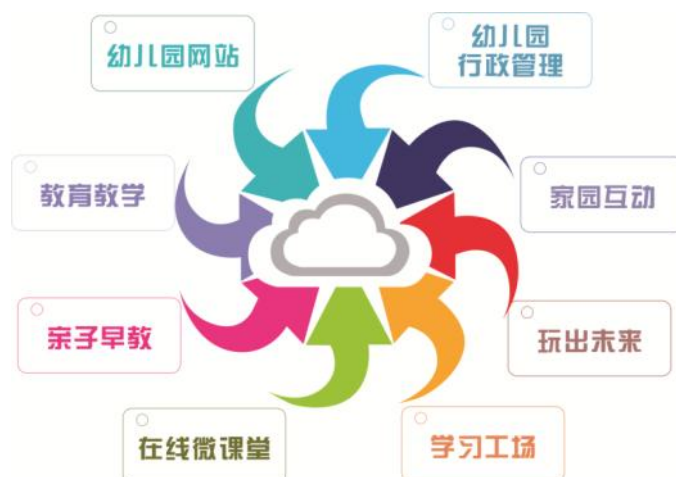 幼儿园网站
幼儿园
行政管理
教育教学
家园互动
亲子早教
玩出未来
在线微课堂
学习工场